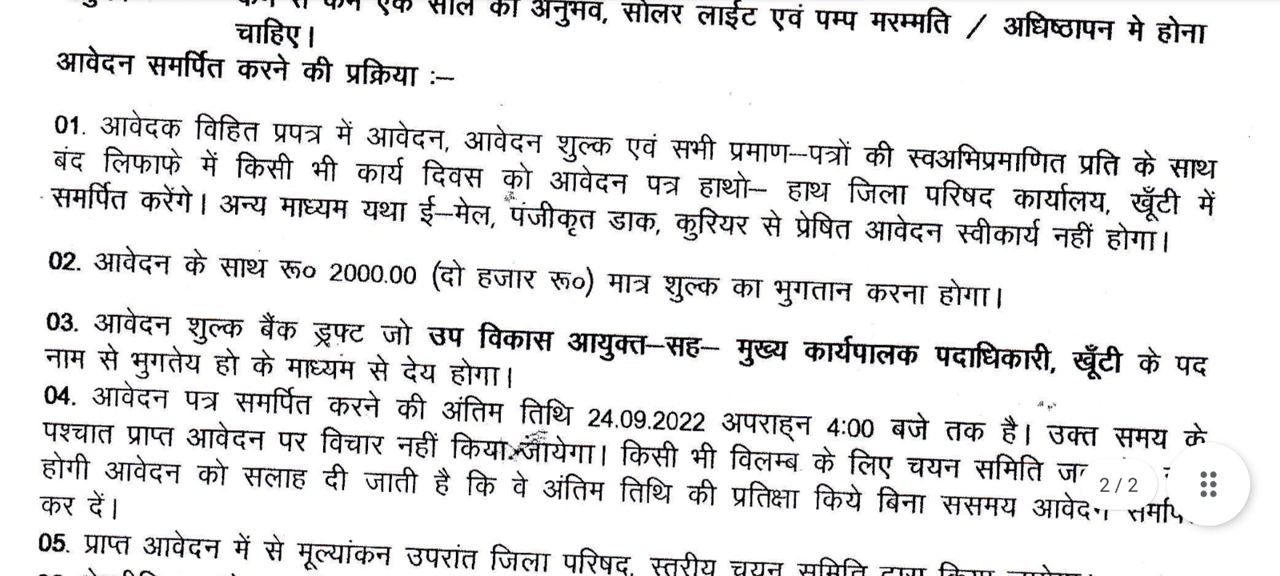 कम से कम एक साल का अनुभव, सोलर लाईट एवं पम्प मरम्मति / अधिष्ठापन मे होना
चाहिए।
आवेदन समर्पित करने की प्रक्रिया :–
01. आवेदक विहित प्रपत्र में आवेदन, आवेदन शुल्क एवं सभी प्रमाण–पत्रों की स्वअभिप्रमाणित प्रति के साथ
बंद लिफाफे में किसी भी कार्य दिवस को आवेदन पत्र हाथो– हाथ जिला परिषद कार्यालय, खूँटी में
समर्पित करेंगे। अन्य माध्यम यथा ई–मेल, पंजीकृत डाक, कुरियर से प्रेषित आवेदन स्वीकार्य नहीं होगा।
02. आवेदन के साथ रू० 2000.00 (दो हजार रू०) मात्र शुल्क का भुगतान करना होगा।
03. आवेदन शुल्क बैंक ड्रफ्ट जो उप विकास आयुक्त–सह– मुख्य कार्यपालक पदाधिकारी, खूँटी के पद
नाम से भुगतेय हो के माध्यम से देय होगा।
04. आवेदन पत्र समर्पित करने की अंतिम तिथि 24.09.2022 अपराह्न 4:00 बजे तक है। उक्त समय के
पश्चात प्राप्त आवेदन पर विचार नहीं किया जायेगा। किसी भी विलम्ब के लिए चयन समिति
होगी आवेदन को सलाह दी जाती है कि वे अंतिम तिथि की प्रतिक्षा किये बिना ससमय आवेदन
कर दें।
2 / 2
05. प्राप्त आवेदन में से मूल्यांकन उपरांत जिला परिषद, स्तरीय चयन समिति द्वारा किया जायेगा।